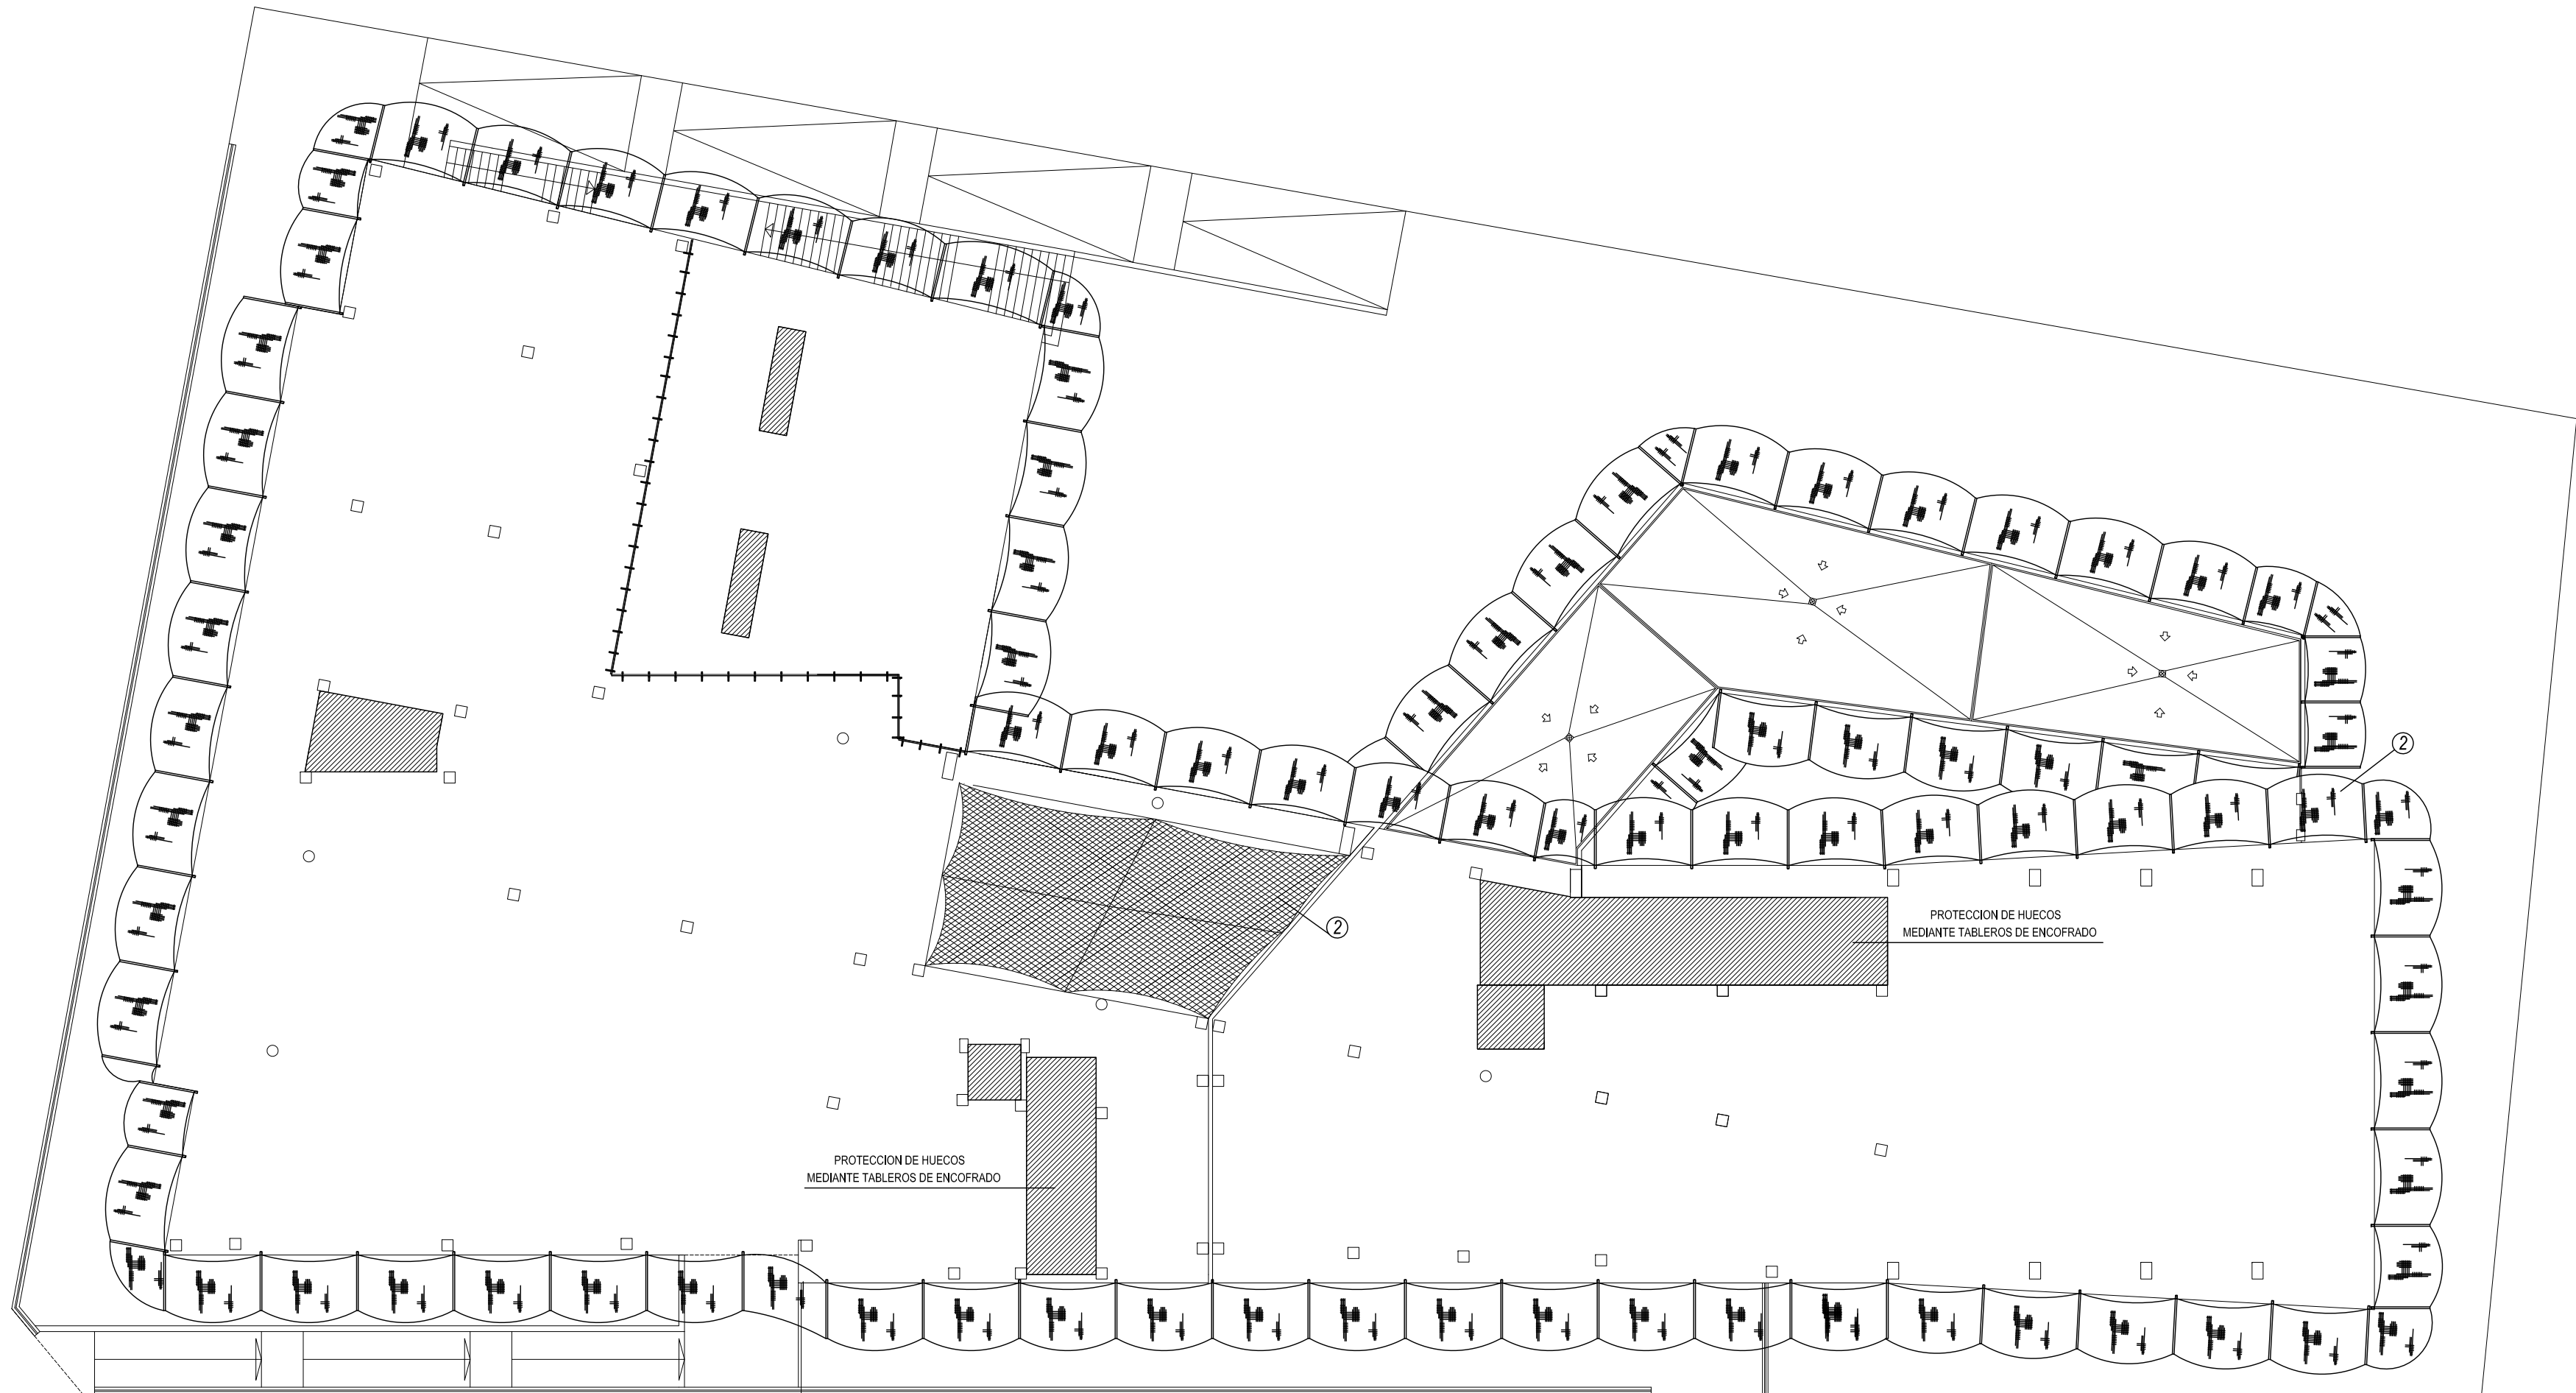 2
2
PROTECCION DE HUECOS
MEDIANTE TABLEROS DE ENCOFRADO
PROTECCION DE HUECOS
MEDIANTE TABLEROS DE ENCOFRADO